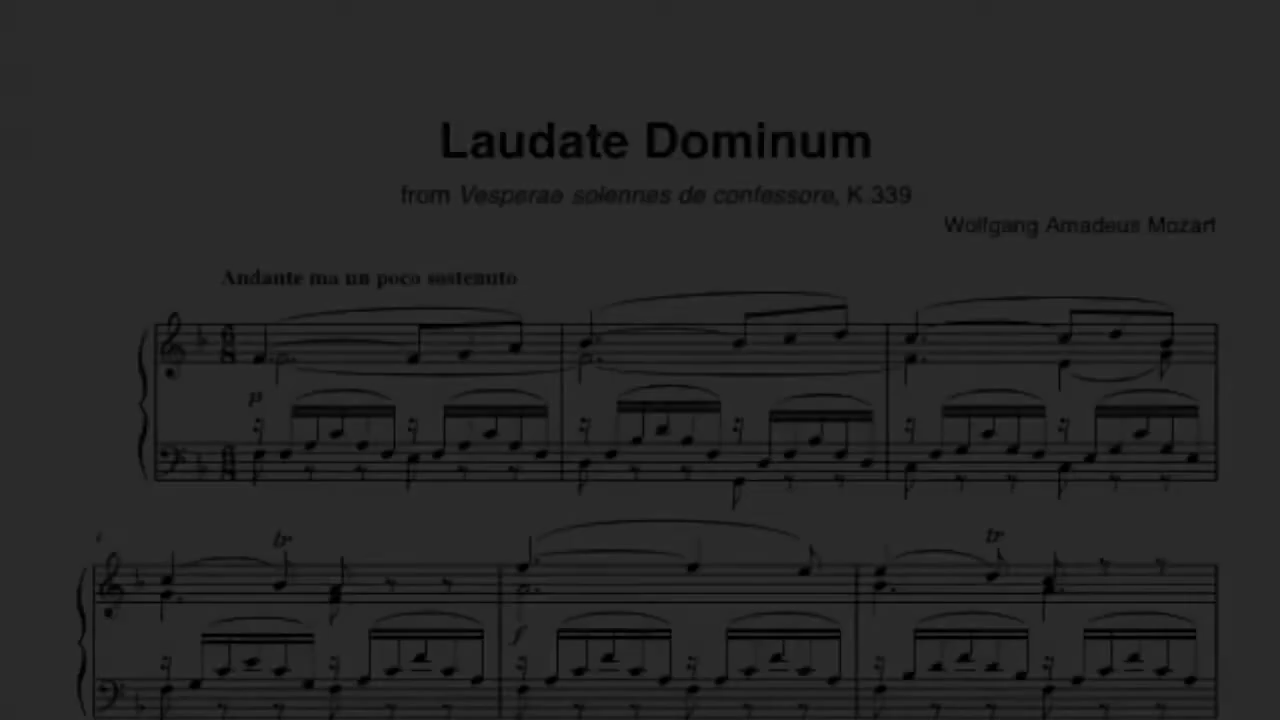 Laudate Dominum
from Vesperae solennes de confessore, K 339
Wolfgang Amadeus Mozart
Andante ma un poco sostenuto
p
tr
tr
f